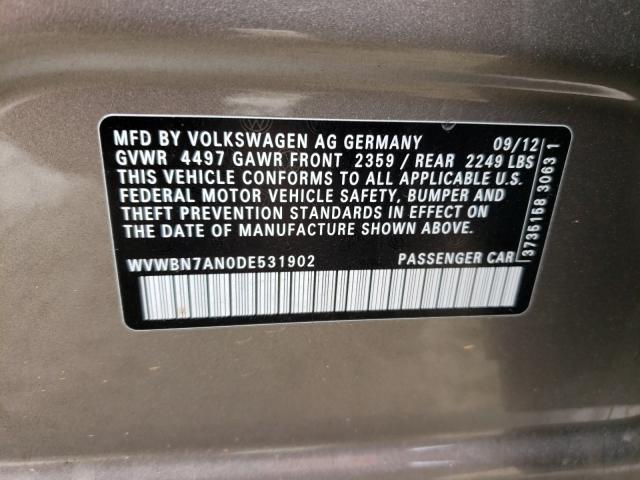 MFD BY VOLKSWAGEN AG GERMANY 09/12
GVWR 4497 GAWR FRONT 2359 / REAR 2249 LBS
THIS VEHICLE CONFORMS TO ALL APPLICABLE U.S.
FEDERAL MOTOR VEHICLE SAFETY, BUMPER AND
THEFT PREVENTION STANDARDS IN EFFECT ON
THE DATE OF MANUFACTURE SHOWN ABOVE.
WVWBN7AN0DE531902 PASSENGER CAR
3735158 3063 1